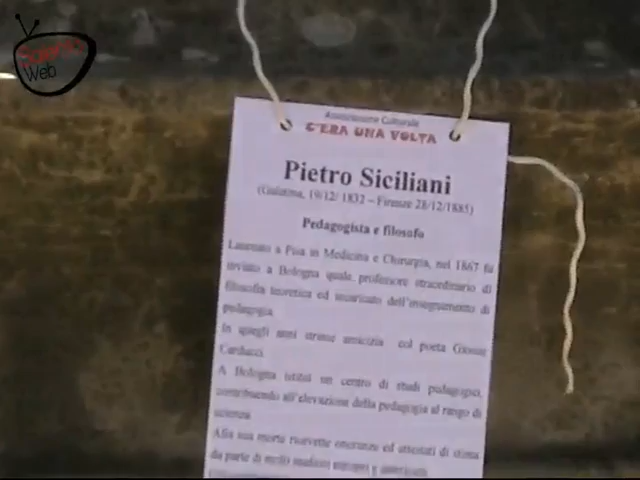 Salento
Web
Associazione Culturale
C'ERA UNA VOLTA
Pietro Siciliani
(Galatina, 19/12/ 1832 – Firenze 28/12/1885)
Pedagogista e filosofo
Laureato a Pisa in Medicina e Chirurgia, nel 1867 fu
inviato a Bologna quale professore straordinario di
filosofia teoretica ed incaricato dell'insegnamento di
pedagogia.
In quegli anni strinse amicizia col poeta Giosuè
Carducci.
A Bologna istituì un centro di studi pedagogici,
contribuendo all'elevazione della pedagogia al rango di
scienza.
Alla sua morte ricevette onoranze ed attestati di stima
da parte di molti studiosi europei e americani.